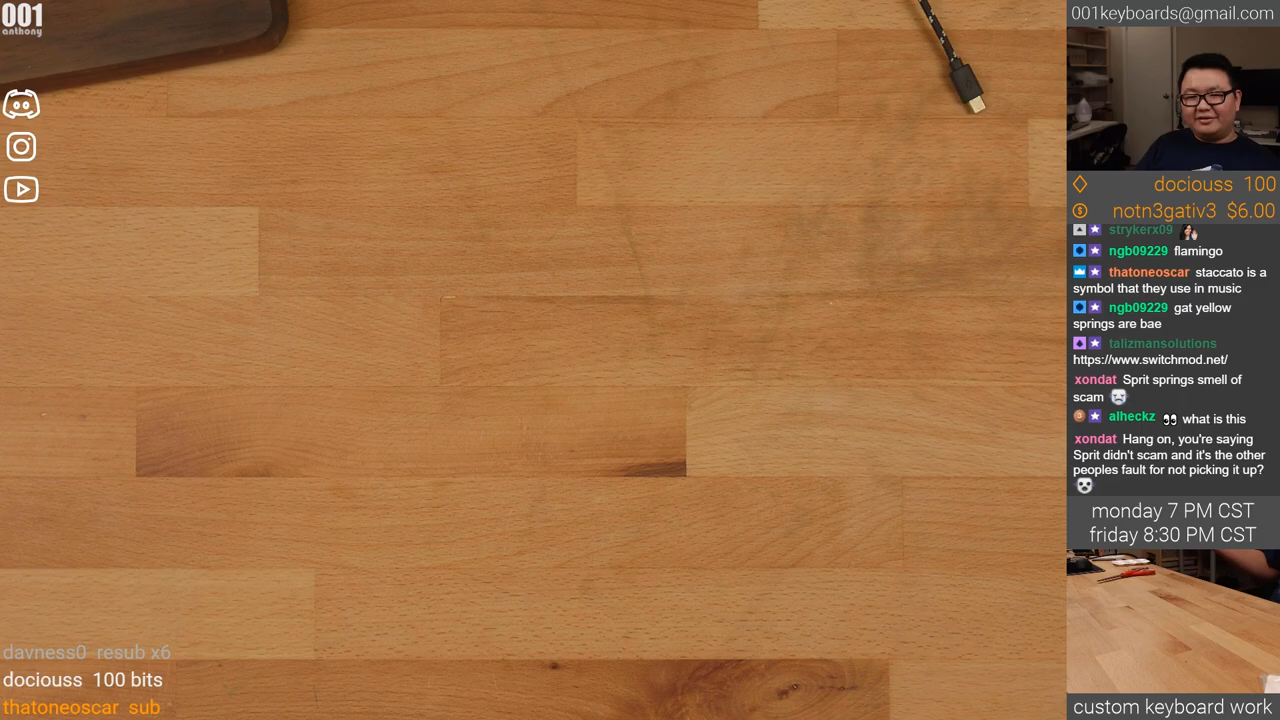 001
anthony
001keyboards@gmail.com
dociouss 100
notn3gativ3 $6.00
strykerx09
ngb09229 flamingo
thatoneoscar staccato is a
symbol that they use in music
ngb09229 gat yellow
springs are bae
talizmansolutions
https://www.switchmod.net/
xondat Sprit springs smell of
scam
alheckz what is this
xondat Hang on, you're saying
Sprit didn't scam and it's the other
peoples fault for not picking it up?
monday 7 PM CST
friday 8:30 PM CST
davness0 resub x6
dociouss 100 bits
thatoneoscar sub
custom keyboard work